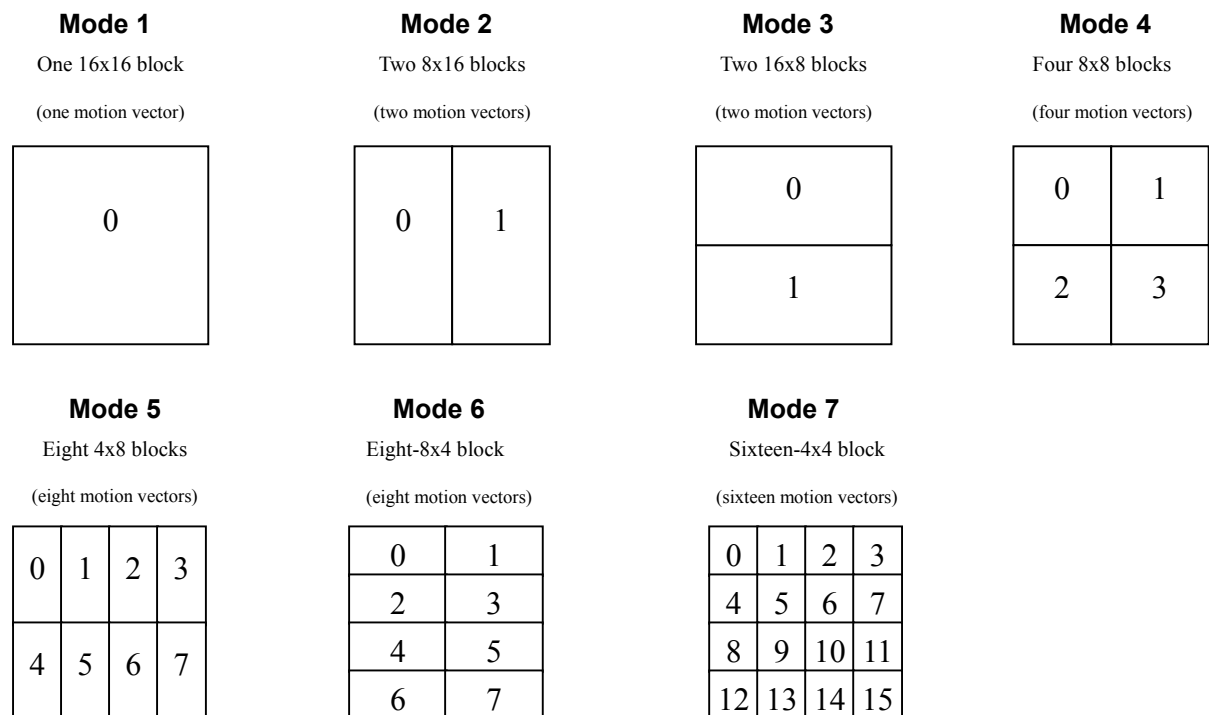 Mode 1
One 16x16 block
(one motion vector)
0
Mode 2
Two 8x16 blocks
(two motion vectors)
0 1
Mode 3
Two 16x8 blocks
(two motion vectors)
0
1
Mode 4
Four 8x8 blocks
(four motion vectors)
0 1
2 3
Mode 5
Eight 4x8 blocks
(eight motion vectors)
0 1 2 3
4 5 6 7
Mode 6
Eight-8x4 block
(eight motion vectors)
0 1
2 3
4 5
6 7
Mode 7
Sixteen-4x4 block
(sixteen motion vectors)
0 1 2 3
4 5 6 7
8 9 10 11
12 13 14 15